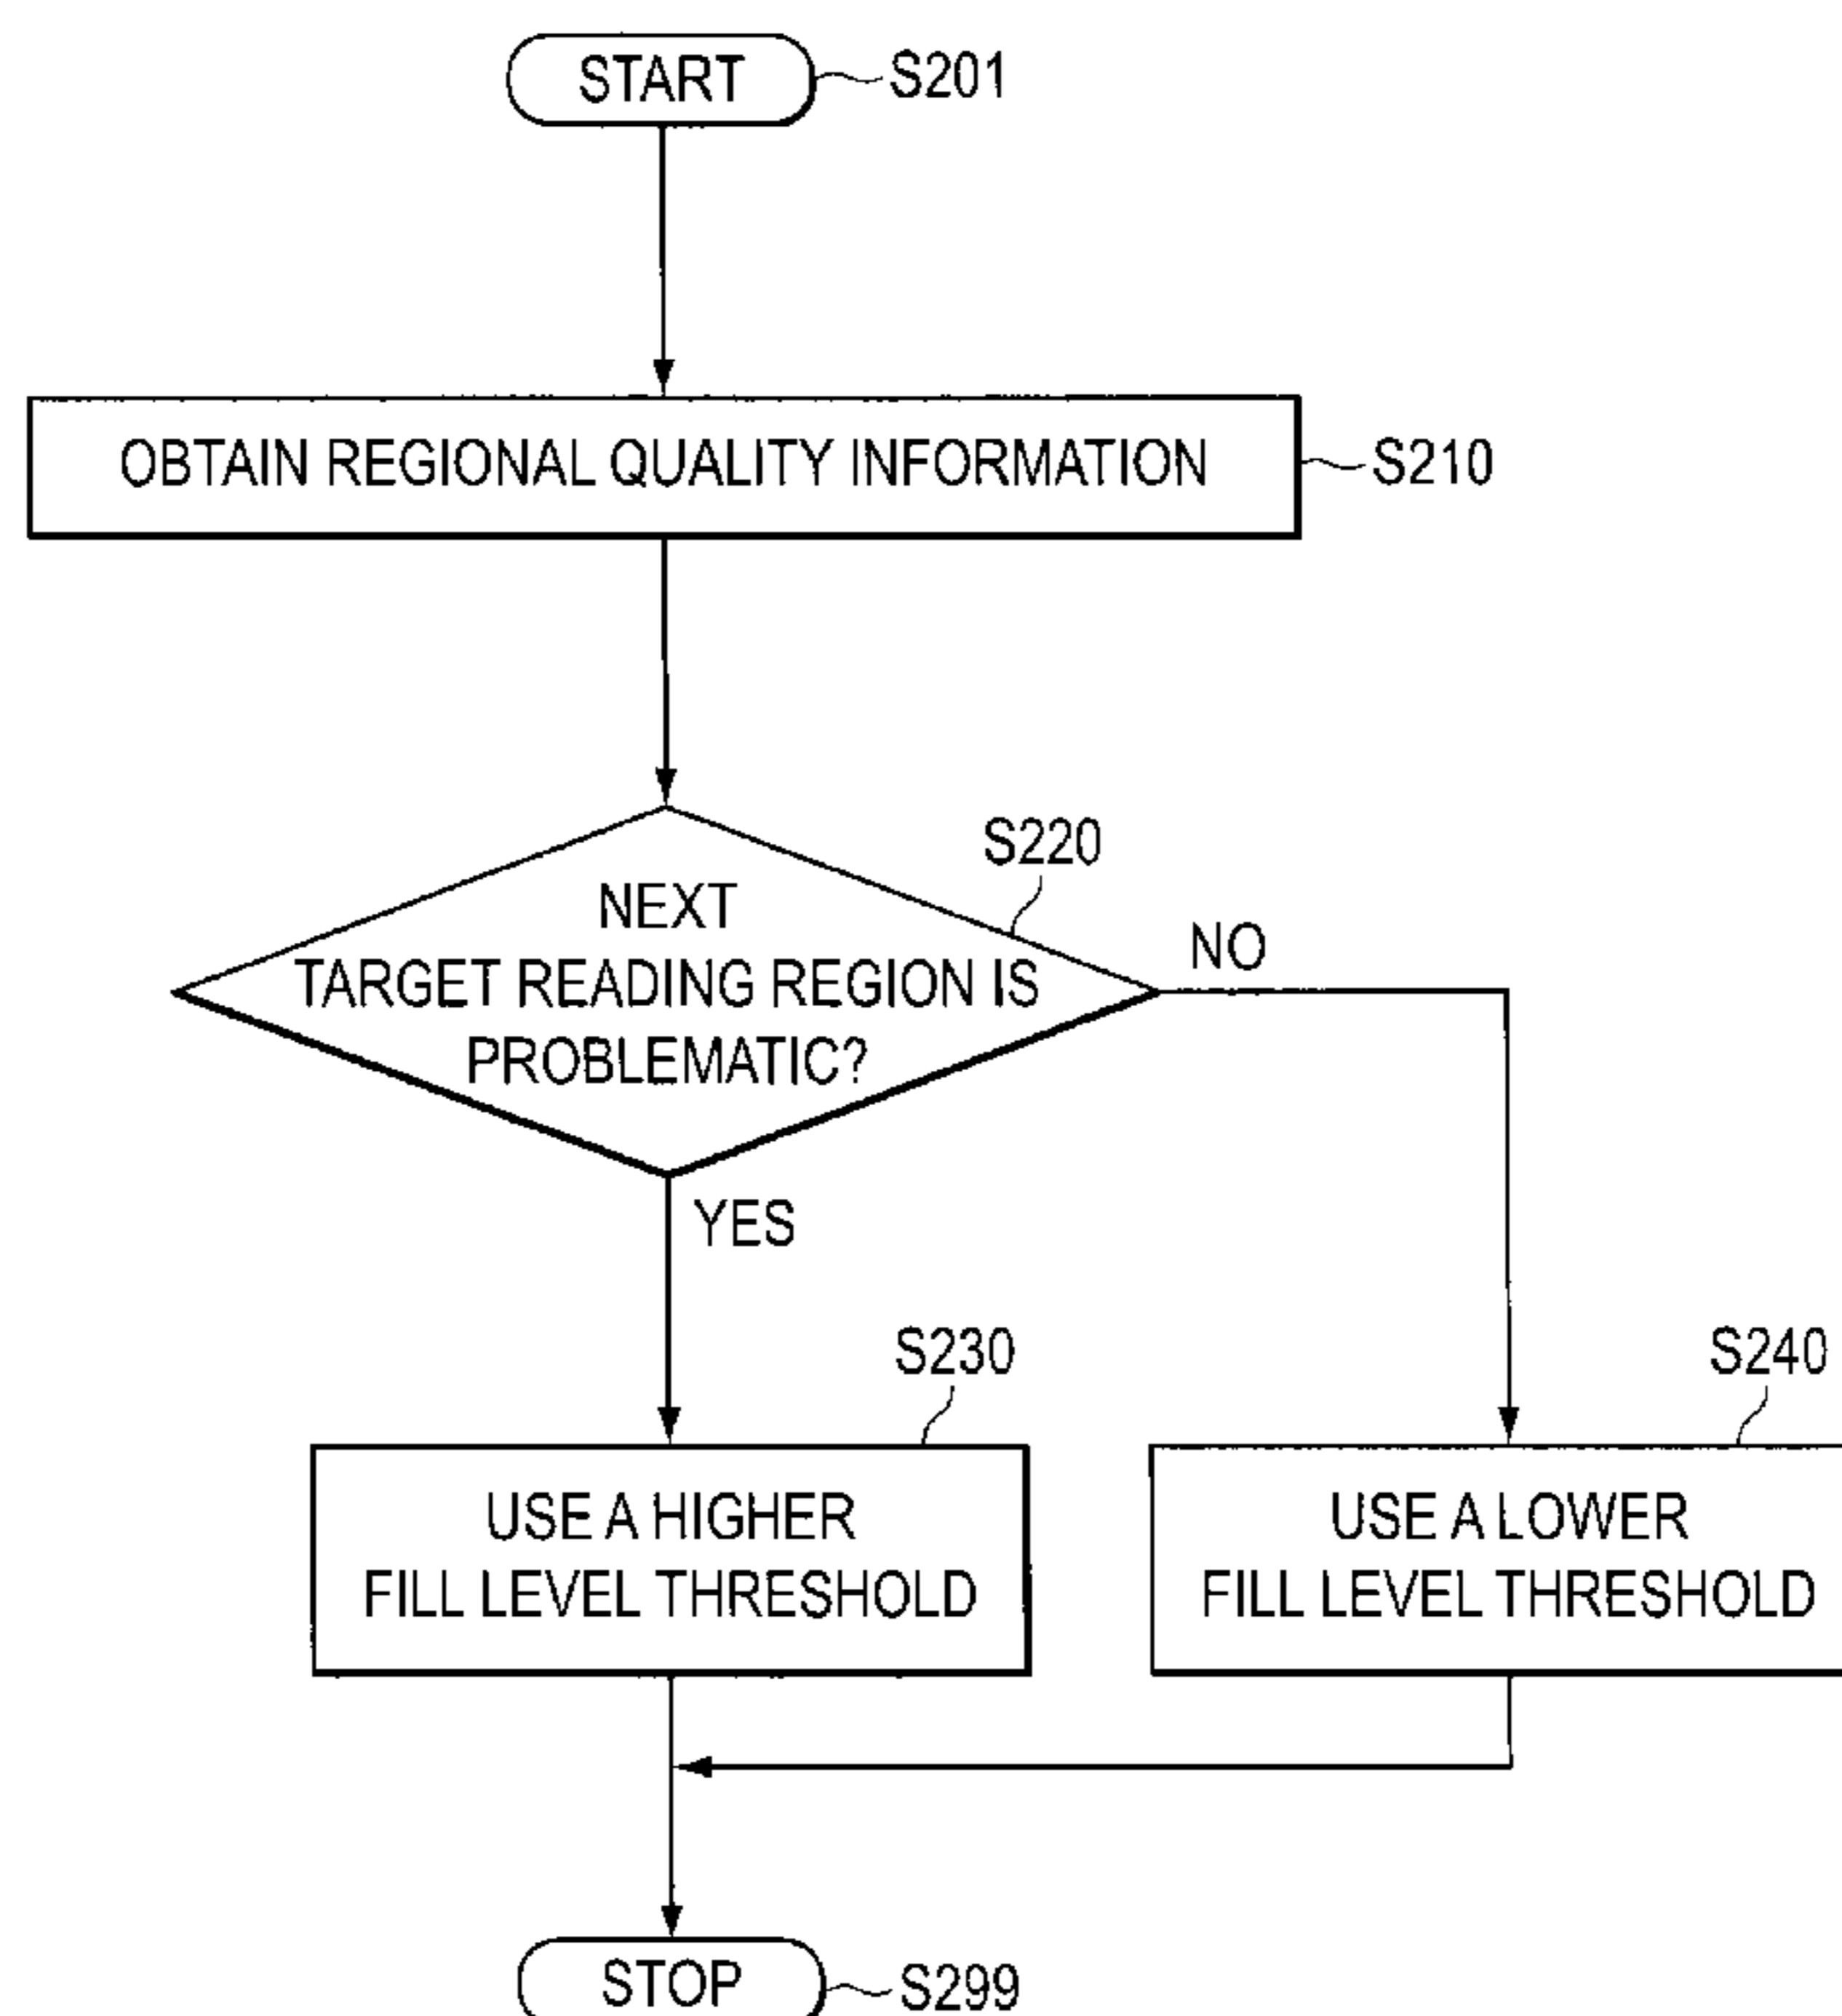 START
S201
OBTAIN REGIONAL QUALITY INFORMATION
S210
S220
NEXT
TARGET READING REGION IS
PROBLEMATIC?
NO
YES
S230
S240
USE A HIGHER
FILL LEVEL THRESHOLD
USE A LOWER
FILL LEVEL THRESHOLD
STOP
S299